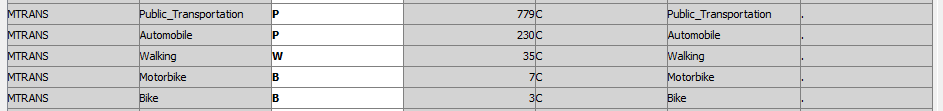 MTRANS Public_Transportation P 779 C Public_Transportation .
MTRANS Automobile P 230 C Automobile .
MTRANS Walking W 35 C Walking .
MTRANS Motorbike B 7 C Motorbike .
MTRANS Bike B 3 C Bike .